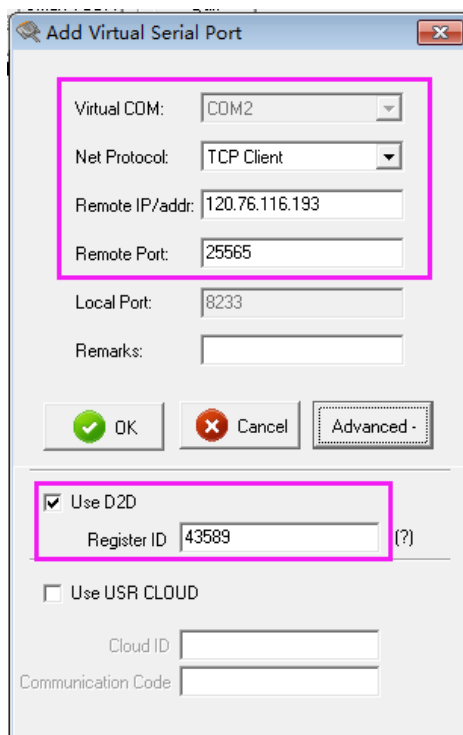 Add Virtual Serial Port
Virtual COM: COM2
Net Protocol: TCP Client
Remote IP/addr: 120.76.116.193
Remote Port: 25565
Local Port: 8233
Remarks:
OK Cancel Advanced -
Use D2D
Register ID 43589 (?)
Use USR CLOUD
Cloud ID
Communication Code